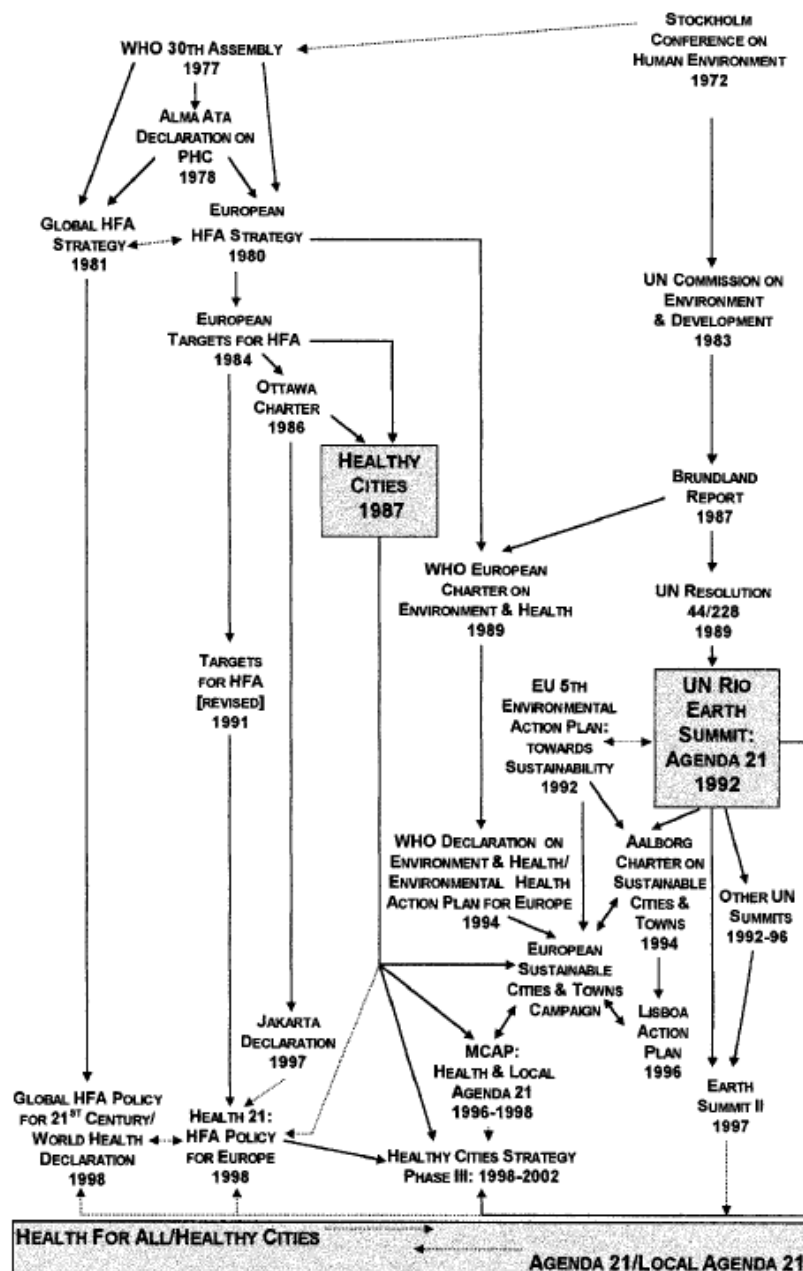 STOCKHOLM
CONFERENCE ON
HUMAN ENVIRONMENT
1972
WHO 30TH ASSEMBLY
1977
ALMA ATA
DECLARATION ON
PHC
1978
GLOBAL HFA
STRATEGY
1981
EUROPEAN
HFA STRATEGY
1980
UN COMMISSION ON
ENVIRONMENT
& DEVELOPMENT
1983
EUROPEAN
TARGETS FOR HFA
1984
OTTAWA
CHARTER
1986
HEALTHY
CITIES
1987
BRUNDLAND
REPORT
1987
WHO EUROPEAN
CHARTER ON
ENVIRONMENT & HEALTH
1989
UN RESOLUTION
44/228
1989
TARGETS
FOR HFA
[REVISED]
1991
EU 5TH
ENVIRONMENTAL
ACTION PLAN:
TOWARDS
SUSTAINABILITY
1992
UN RIO
EARTH
SUMMIT:
AGENDA 21
1992
WHO DECLARATION ON
ENVIRONMENT & HEALTH/
ENVIRONMENTAL HEALTH
ACTION PLAN FOR EUROPE
1994
AALBORG
CHARTER ON
SUSTAINABLE
CITIES &
TOWNS
1994
OTHER UN
SUMMITS
1992-96
EUROPEAN
SUSTAINABLE
CITIES & TOWNS
CAMPAIGN
LISBOA
ACTION
PLAN
1996
JAKARTA
DECLARATION
1997
MCAP:
HEALTH & LOCAL
AGENDA 21
1996-1998
EARTH
SUMMIT II
1997
GLOBAL HFA POLICY
FOR 21ST CENTURY/
WORLD HEALTH
DECLARATION
1998
HEALTH 21:
HFA POLICY
FOR EUROPE
1998
HEALTHY CITIES STRATEGY
PHASE III: 1998-2002
HEALTH FOR ALL/HEALTHY CITIES
AGENDA 21/LOCAL AGENDA 21